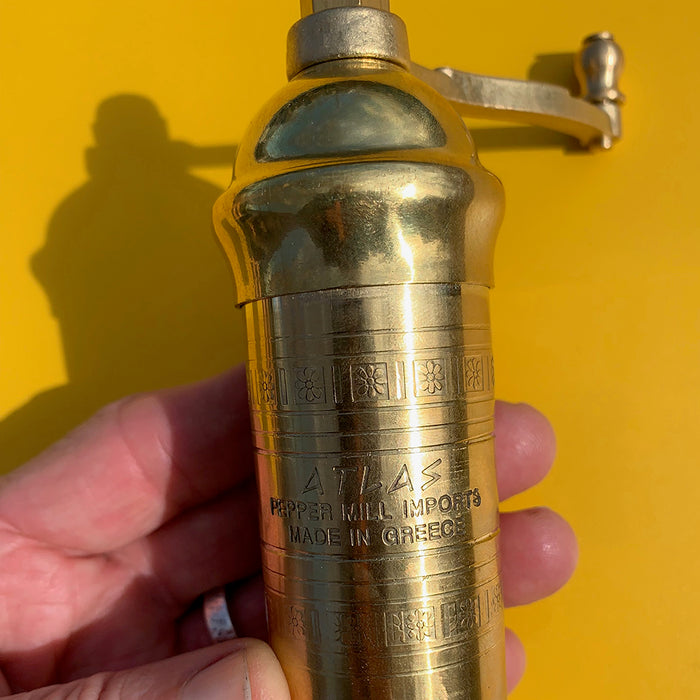 ATLAS
PEPPER MILL IMPORTS
MADE IN GREECE